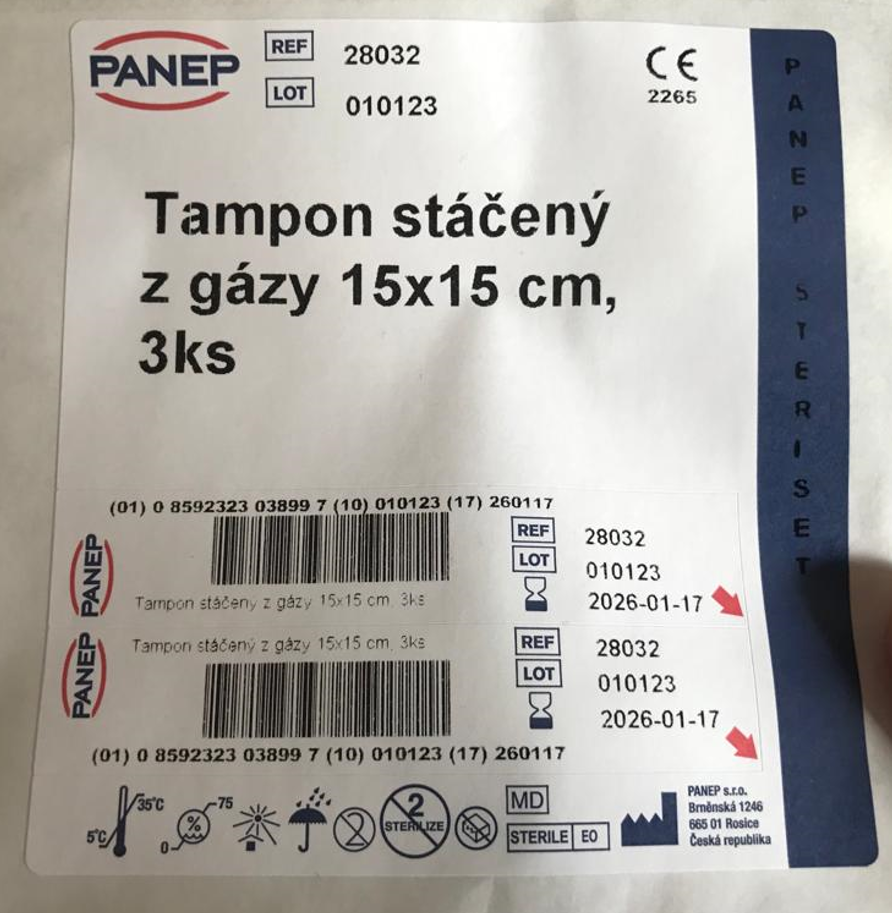 PANEP
REF 28032
LOT 010123
CE
2265
Tampon stáčený
z gázy 15x15 cm,
3ks
PANEP STERISET
(01) 0 8592323 03899 7 (10) 010123 (17) 260117
PANEP
Tampon stáčený z gázy 15x15 cm, 3ks
REF 28032
LOT 010123
2026-01-17
PANEP
Tampon stáčený z gázy 15x15 cm, 3ks
REF 28032
LOT 010123
2026-01-17
(01) 0 8592323 03899 7 (10) 010123 (17) 260117
5°C 35°C
0 % 75
2
2
STERILIZE
MD
STERILE EO
PANEP s.r.o.
Brněnská 1246
665 01 Rosice
Česká republika